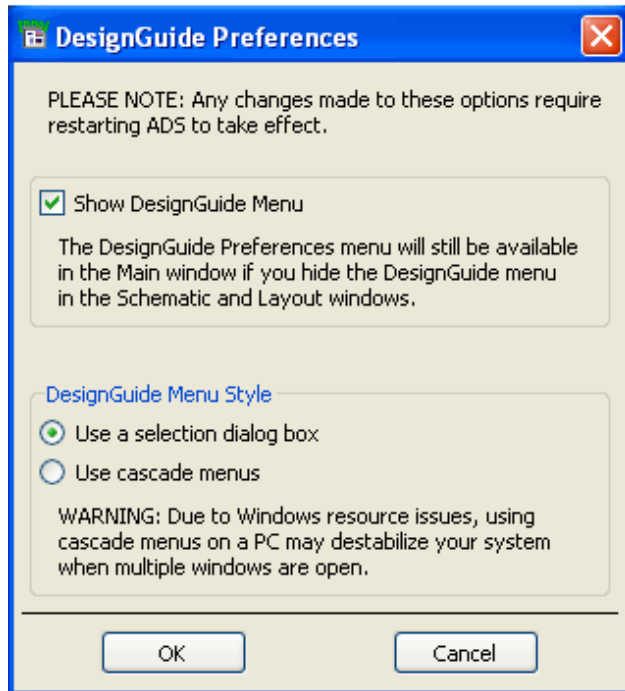 DesignGuide Preferences
PLEASE NOTE: Any changes made to these options require
restarting ADS to take effect.
Show DesignGuide Menu
The DesignGuide Preferences menu will still be available
in the Main window if you hide the DesignGuide menu
in the Schematic and Layout windows.
DesignGuide Menu Style
Use a selection dialog box
Use cascade menus
WARNING: Due to Windows resource issues, using
cascade menus on a PC may destabilize your system
when multiple windows are open.
OK Cancel